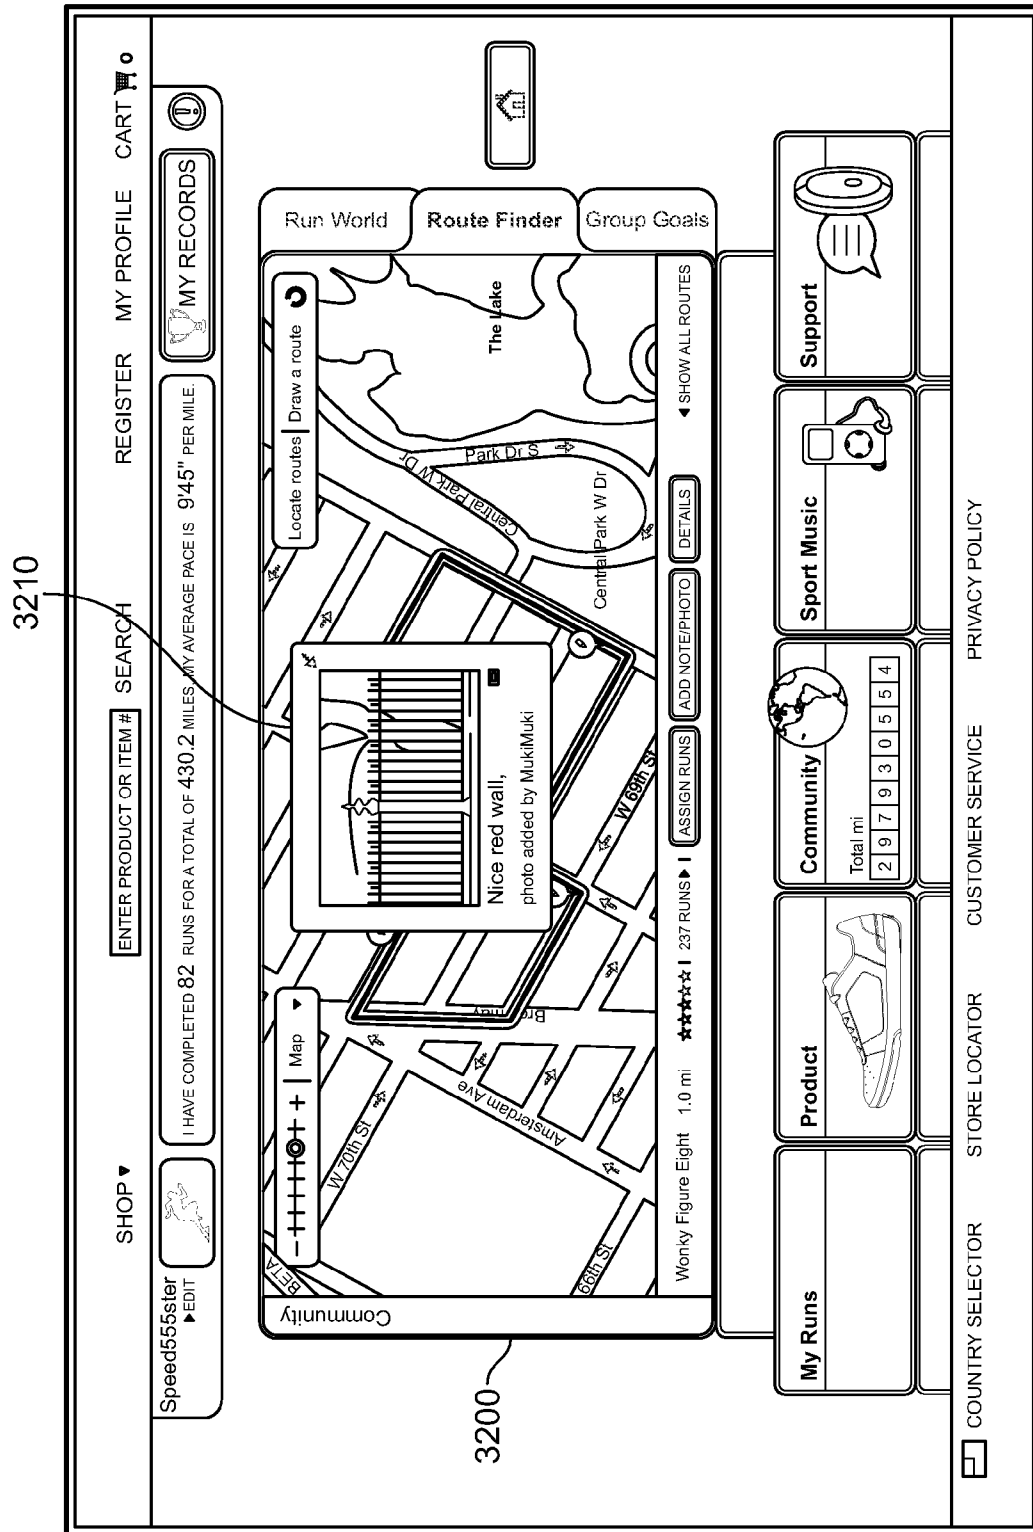 3210
SHOP ▼
ENTER PRODUCT OR ITEM #
SEARCH
REGISTER
MY PROFILE
CART 0
Speed555ster
▶EDIT
I HAVE COMPLETED 82 RUNS FOR A TOTAL OF 430.2 MILES. MY AVERAGE PACE IS 9'45" PER MILE.
MY RECORDS
Community
BETA
Map ▼
Locate routes | Draw a route
Run World
Route Finder
Group Goals
W 70th St
66th St
Amsterdam Ave
W 69th St
Central Park W Dr
Park Dr S
Central Park W Dr
The Lake
Nice red wall,
photo added by MukiMuki
Wonky Figure Eight 1.0 mi ★★★★☆ I 237 RUNS▶ I
ASSIGN RUNS
ADD NOTE/PHOTO
DETAILS
◀ SHOW ALL ROUTES
3200
My Runs
Product
Community
Total mi
2 9 7 9 3 0 5 5 4
Sport Music
Support
COUNTRY SELECTOR
STORE LOCATOR
CUSTOMER SERVICE
PRIVACY POLICY